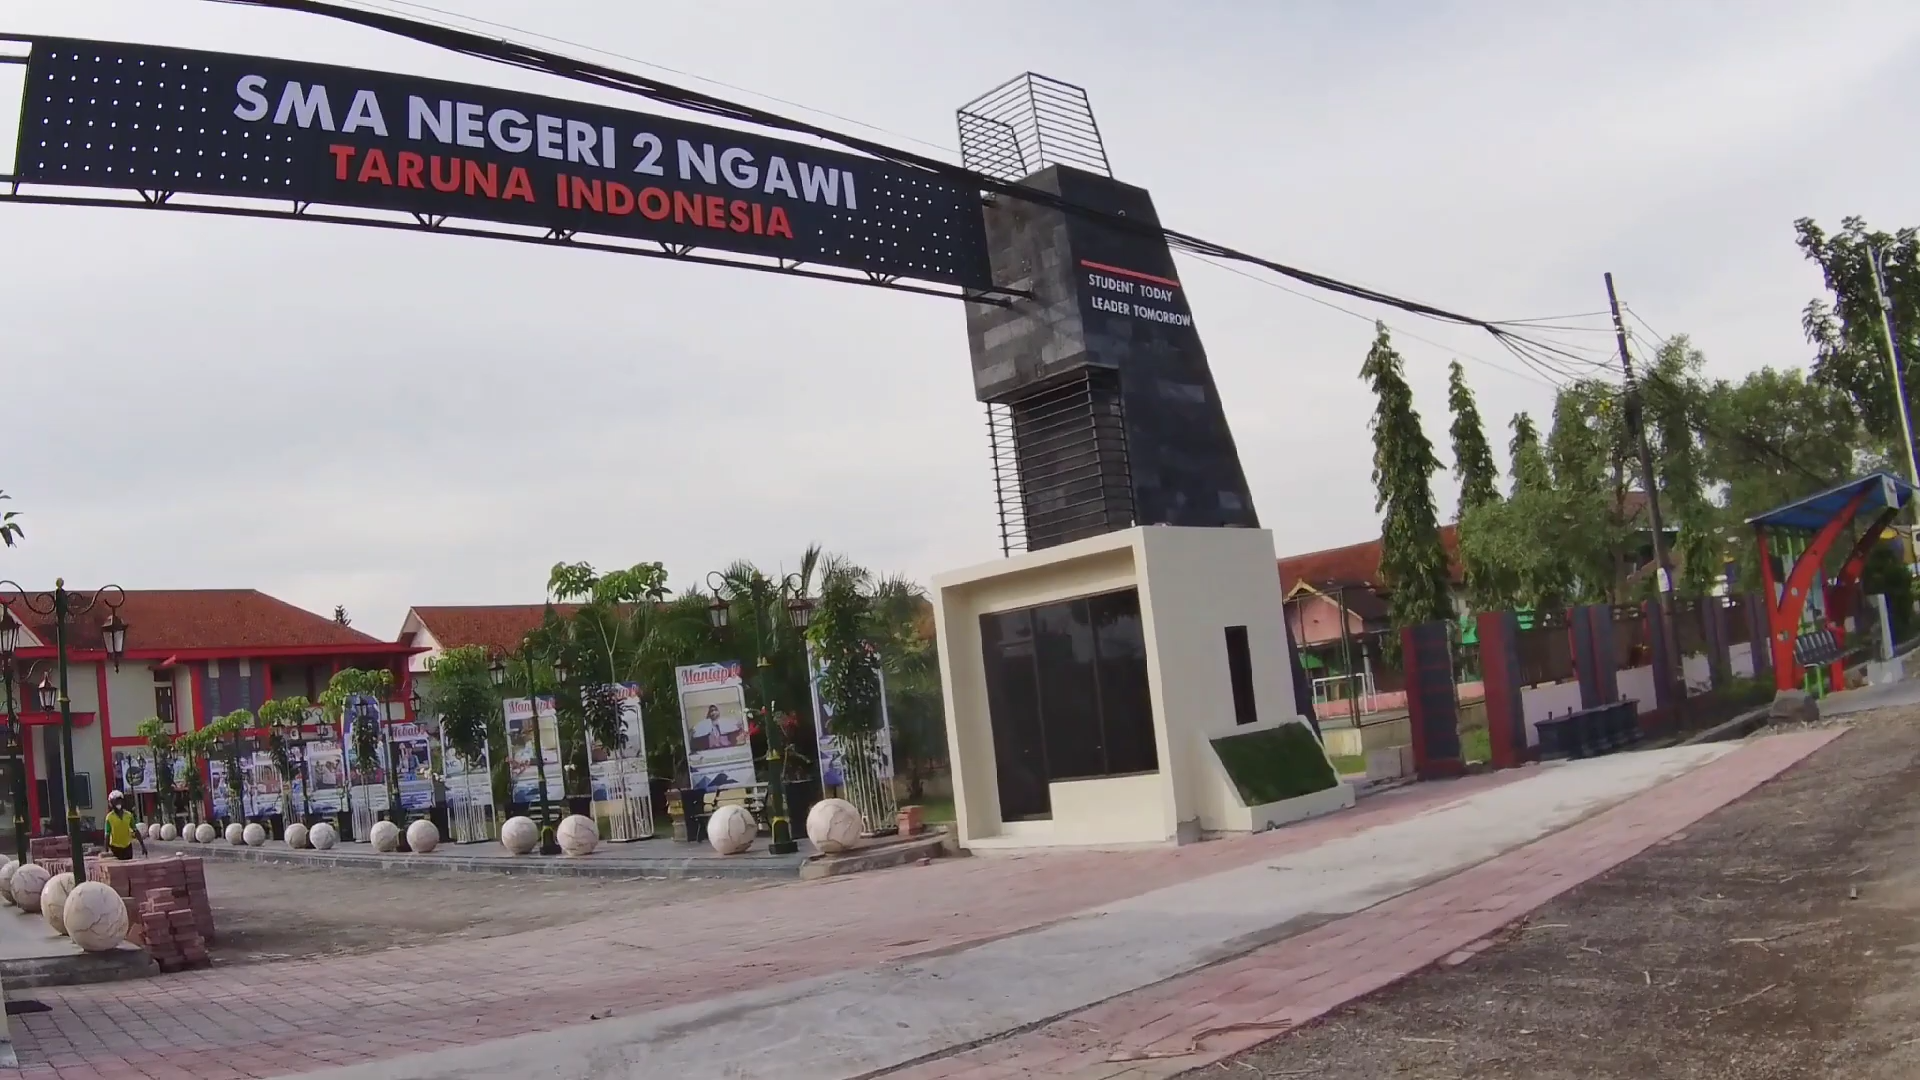 SMA NEGERI 2 NGAWI
TARUNA INDONESIA
STUDENT TODAY
LEADER TOMORROW